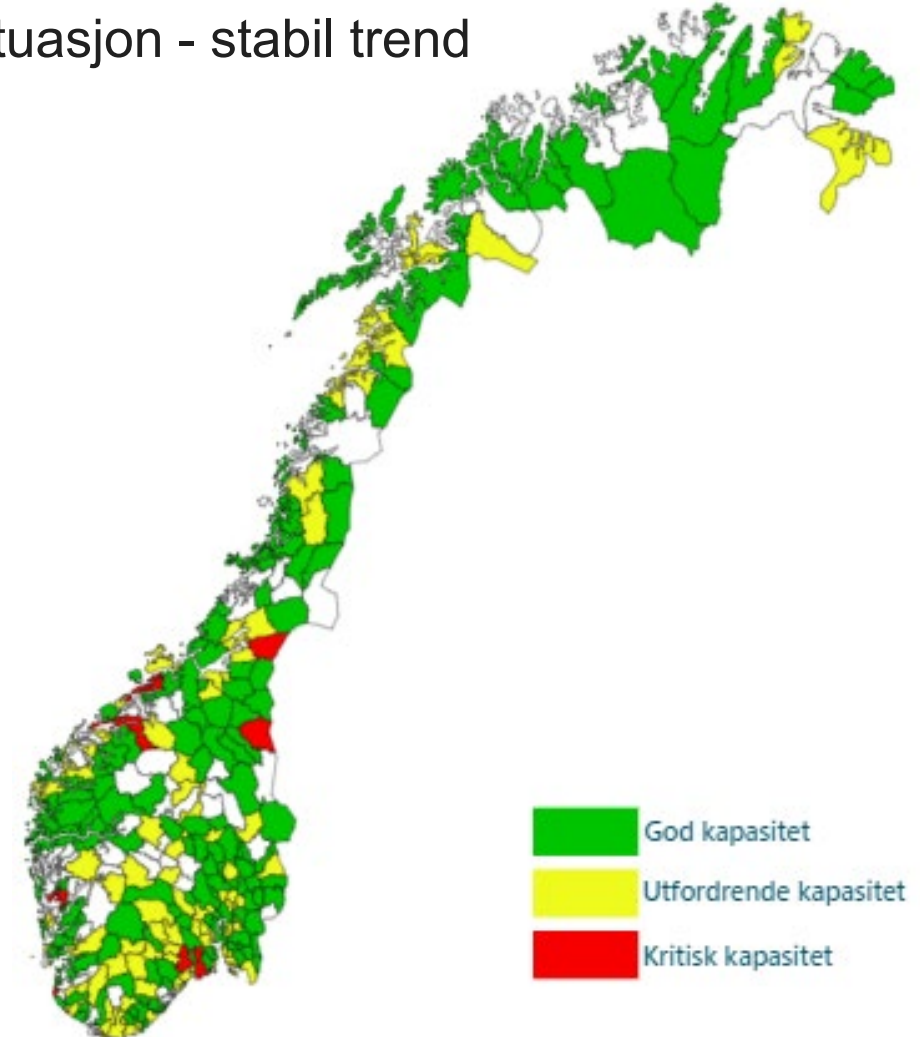 tuasjon - stabil trend
God kapasitet
Utfordrende kapasitet
Kritisk kapasitet